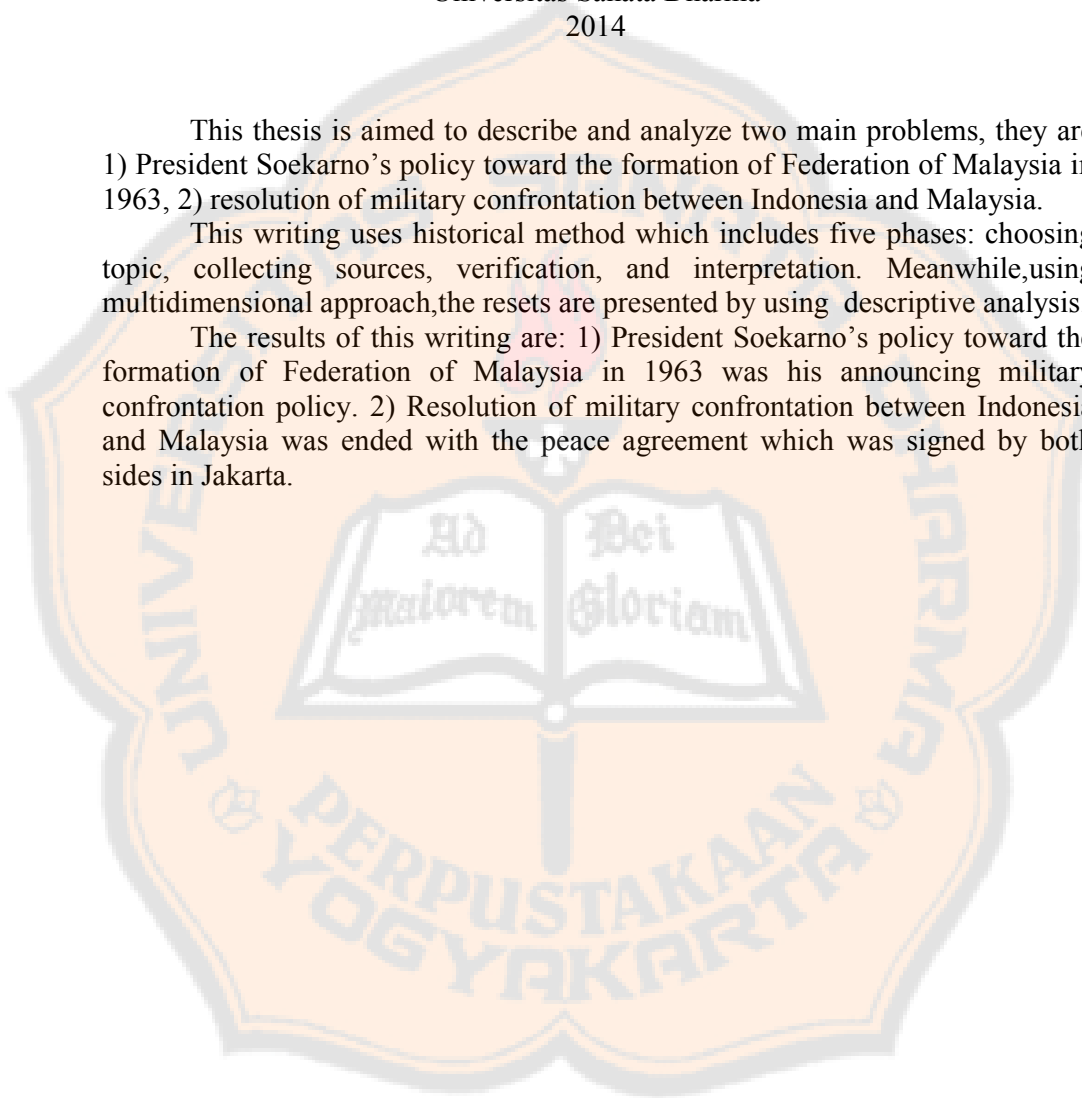 Universitas Sanata Dharma
2014
This thesis is aimed to describe and analyze two main problems, they are
1) President Soekarno's policy toward the formation of Federation of Malaysia in
1963, 2) resolution of military confrontation between Indonesia and Malaysia.
This writing uses historical method which includes five phases: choosing
topic, collecting sources, verification, and interpretation. Meanwhile,using
multidimensional approach,the resets are presented by using descriptive analysis
The results of this writing are: 1) President Soekarno's policy toward the
formation of Federation of Malaysia in 1963 was his announcing military
confrontation policy. 2) Resolution of military confrontation between Indonesia
and Malaysia was ended with the peace agreement which was signed by both
sides in Jakarta.
UNIVERSITAS SANATA DHARMA
Ad Maiorem
Dei Gloriam
PERPUSTAKAAN
YOGYAKARTA